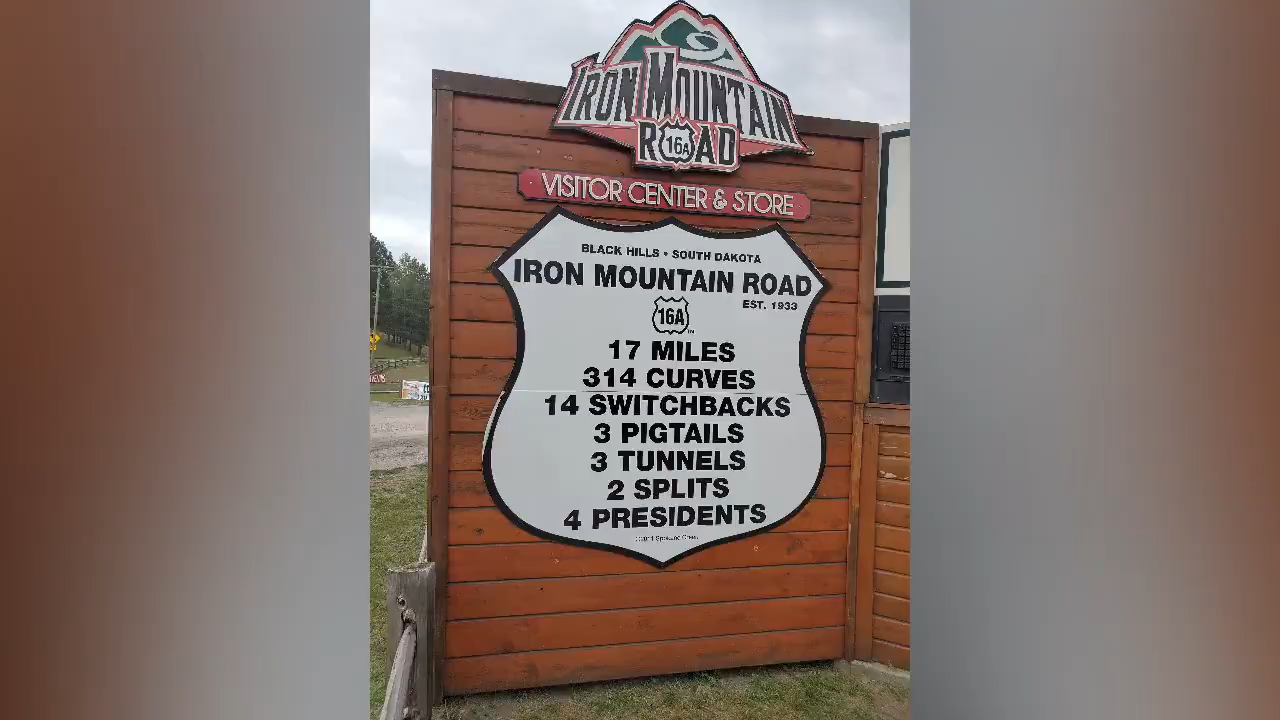 IRON MOUNTAIN
ROAD
16A
VISITOR CENTER & STORE
BLACK HILLS • SOUTH DAKOTA
IRON MOUNTAIN ROAD
EST. 1933
16A
17 MILES
314 CURVES
14 SWITCHBACKS
3 PIGTAILS
3 TUNNELS
2 SPLITS
4 PRESIDENTS